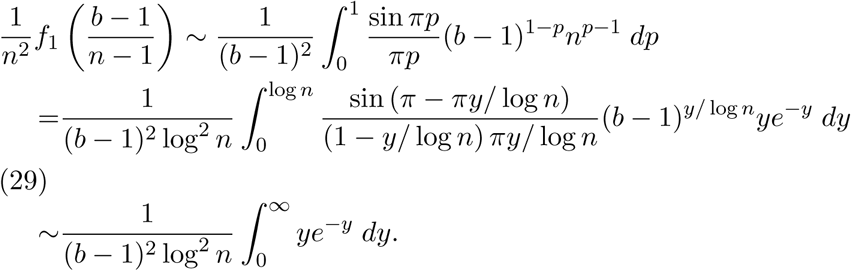 \frac{1}{n^2} f_1 \left( \frac{b-1}{n-1} \right) \sim \frac{1}{(b-1)^2} \int_0^1 \frac{\sin \pi p}{\pi p} (b-1)^{1-p} n^{p-1} \, dp
= \frac{1}{(b-1)^2 \log^2 n} \int_0^{\log n} \frac{\sin (\pi - \pi y / \log n)}{(1 - y / \log n) \, \pi y / \log n} (b-1)^{y / \log n} y e^{-y} \, dy
(29)
\sim \frac{1}{(b-1)^2 \log^2 n} \int_0^\infty y e^{-y} \, dy.